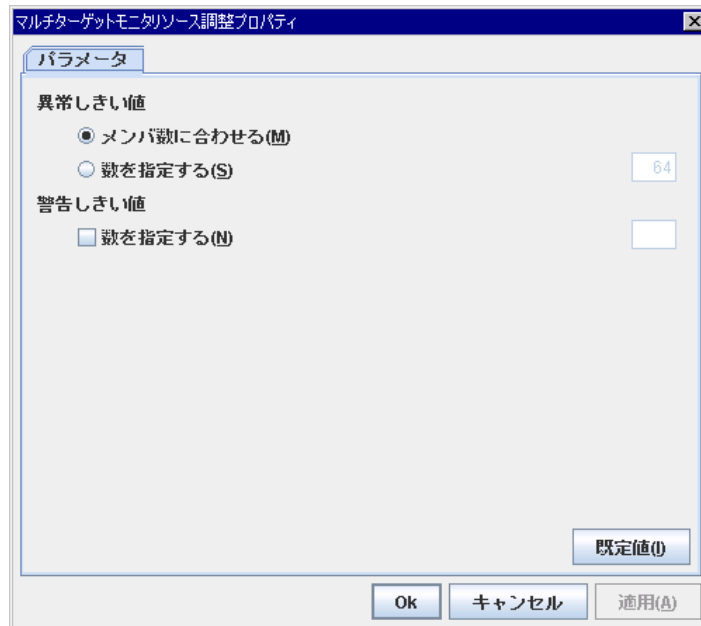 マルチターゲットモニタリソース調整プロパティ
パラメータ
異常しきい値
メンバ数に合わせる(M)
数を指定する(S) 64
警告しきい値
数を指定する(N)
既定値(I)
Ok キャンセル 適用(A)